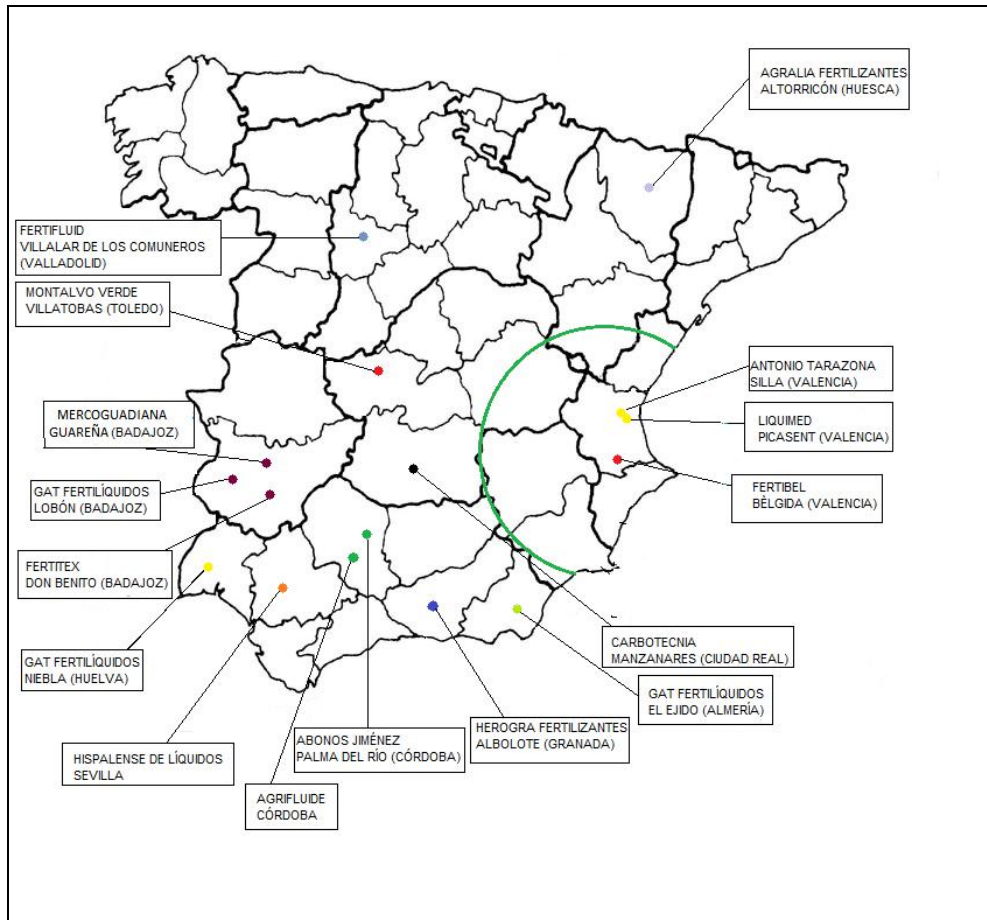 AGRALIA FERTILIZANTES
ALTORRICÓN (HUESCA)
FERTIFLUID
VILLALAR DE LOS COMUNEROS
(VALLADOLID)
MONTALVO VERDE
VILLATOBAS (TOLEDO)
ANTONIO TARAZONA
SILLA (VALENCIA)
MERCOGUADIANA
GUAREÑA (BADAJOZ)
LIQUIMED
PICASENT (VALENCIA)
GAT FERTILÍQUIDOS
LOBÓN (BADAJOZ)
FERTIBEL
BÈLGIDA (VALENCIA)
FERTITEX
DON BENITO (BADAJOZ)
CARBOTECNIA
MANZANARES (CIUDAD REAL)
GAT FERTILÍQUIDOS
NIEBLA (HUELVA)
GAT FERTILÍQUIDOS
EL EJIDO (ALMERÍA)
HEROGRA FERTILIZANTES
ALBOLOTE (GRANADA)
ABONOS JIMÉNEZ
PALMA DEL RÍO (CÓRDOBA)
HISPALENSE DE LÍQUIDOS
SEVILLA
AGRIFLUIDE
CÓRDOBA